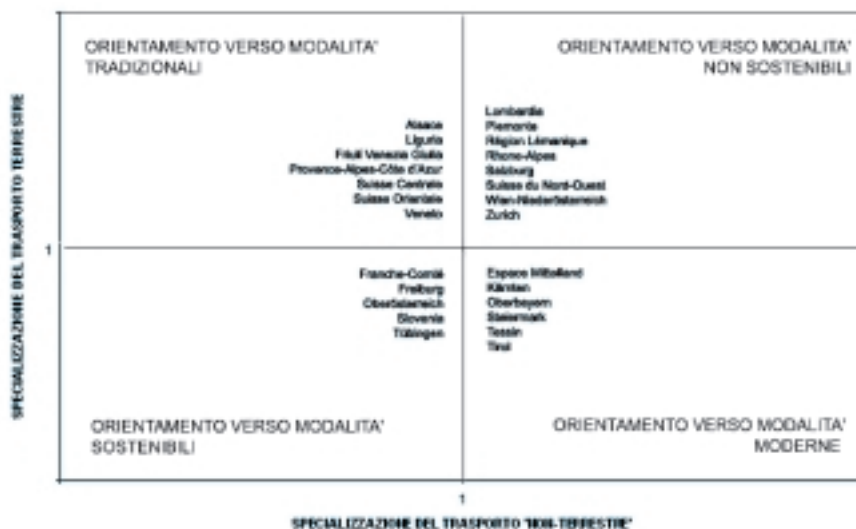 ORIENTAMENTO VERSO MODALITA'
TRADIZIONALI
ORIENTAMENTO VERSO MODALITA'
NON SOSTENIBILI
Alsace
Liguria
Friuli Venezia Giulia
Provence-Alpes-Côte d'Azur
Suisse Centrale
Suisse Orientale
Veneto
Lombardia
Piemonte
Région Lémanique
Rhone-Alpes
Salzburg
Suisse du Nord-Ouest
Wien-Niederösterreich
Zurich
SPECIALIZZAZIONE DEL TRASPORTO TERRESTRE
1
Franche-Comté
Freiburg
Oberösterreich
Slovenia
Tübingen
Espace Mittelland
Kärnten
Oberbayern
Steiermark
Tessin
Tirol
ORIENTAMENTO VERSO MODALITA'
SOSTENIBILI
ORIENTAMENTO VERSO MODALITA'
MODERNE
1
SPECIALIZZAZIONE DEL TRASPORTO "NON-TERRESTRE"